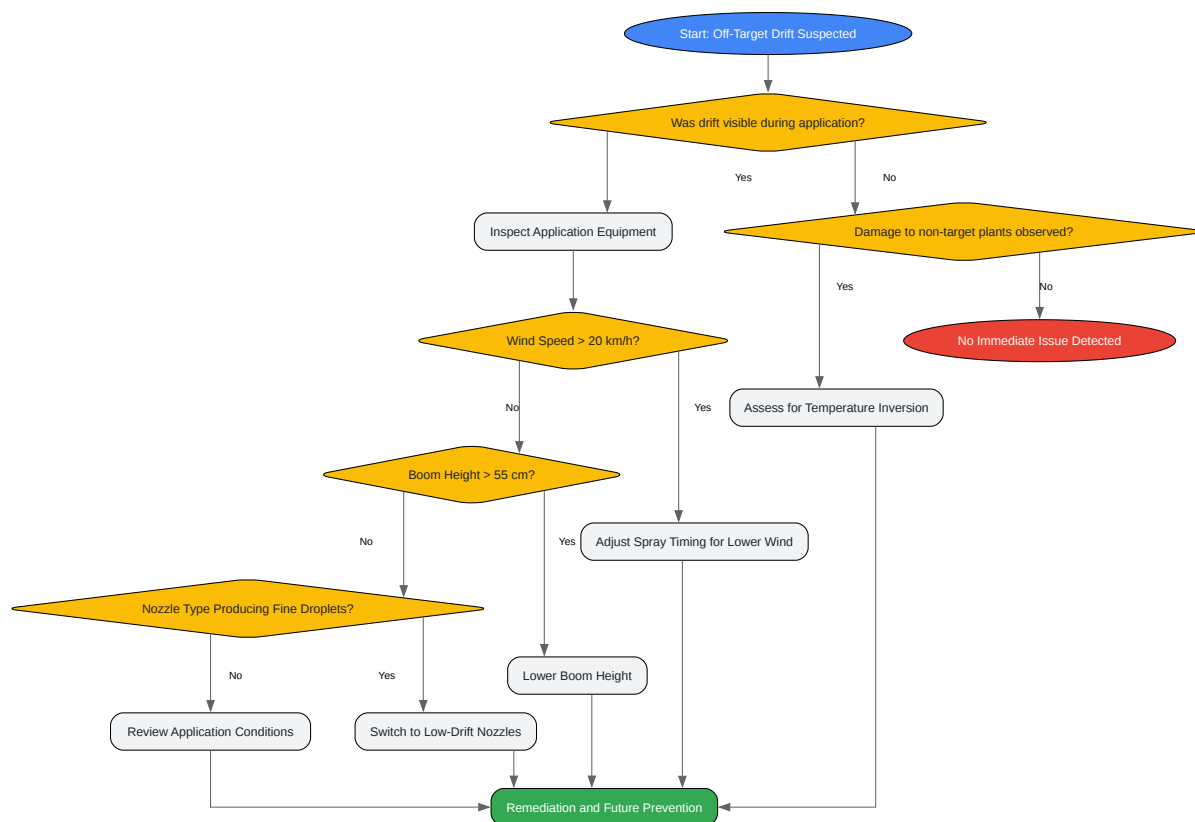 Start: Off-Target Drift Suspected
Was drift visible during application?
Yes
No
Inspect Application Equipment
Damage to non-target plants observed?
Yes
No
Wind Speed > 20 km/h?
No Immediate Issue Detected
No
Yes
Assess for Temperature Inversion
Boom Height > 55 cm?
No
Yes
Adjust Spray Timing for Lower Wind
Nozzle Type Producing Fine Droplets?
No
Yes
Lower Boom Height
Review Application Conditions
Switch to Low-Drift Nozzles
Remediation and Future Prevention